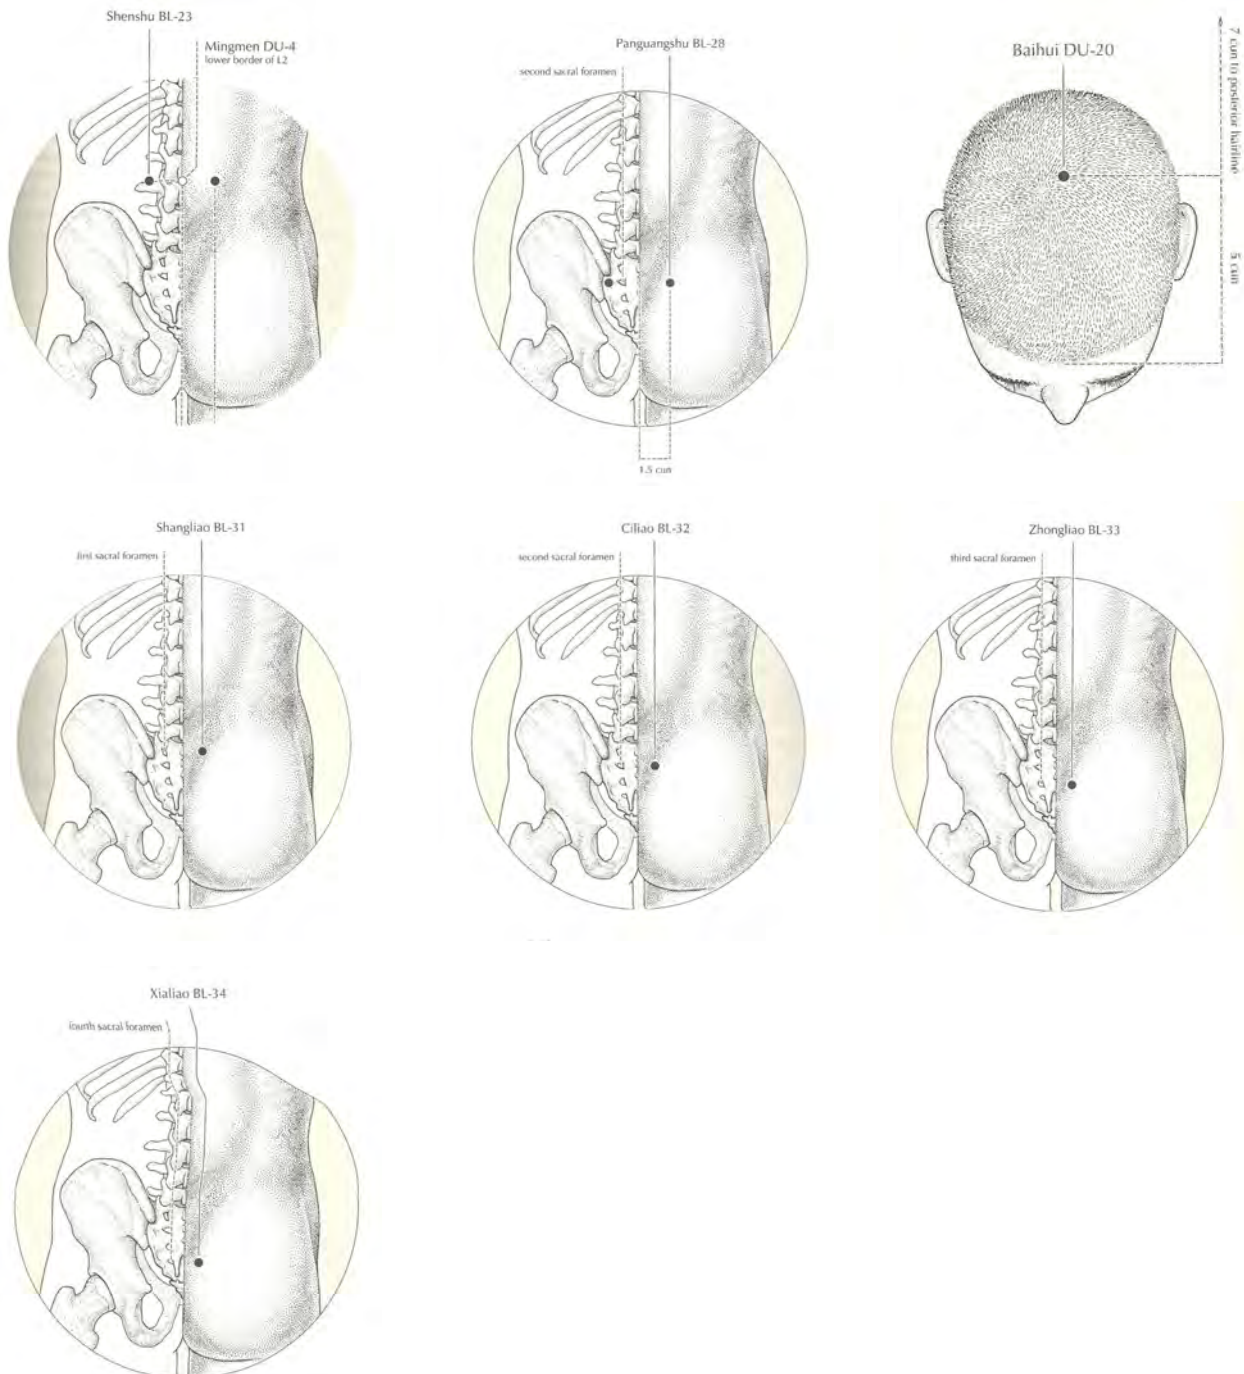 Shenshu BL-23
Mingmen DU-4
lower border of L2
Panguangshu BL-28
second sacral foramen
1.5 cun
Baihui DU-20
7 cun to posterior hairline
5 cun
Shangliao BL-31
first sacral foramen
Ciliao BL-32
second sacral foramen
Zhongliao BL-33
third sacral foramen
Xialiao BL-34
fourth sacral foramen